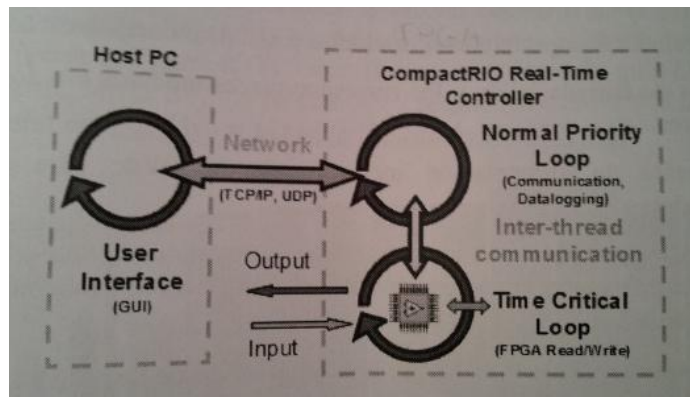 Host PC
CompactRIO Real-Time
Controller
Network
(TCP/IP, UDP)
Normal Priority
Loop
(Communication,
Datalogging)
Inter-thread
communication
User
Interface
(GUI)
Output
Input
Time Critical
Loop
(FPGA Read/Write)